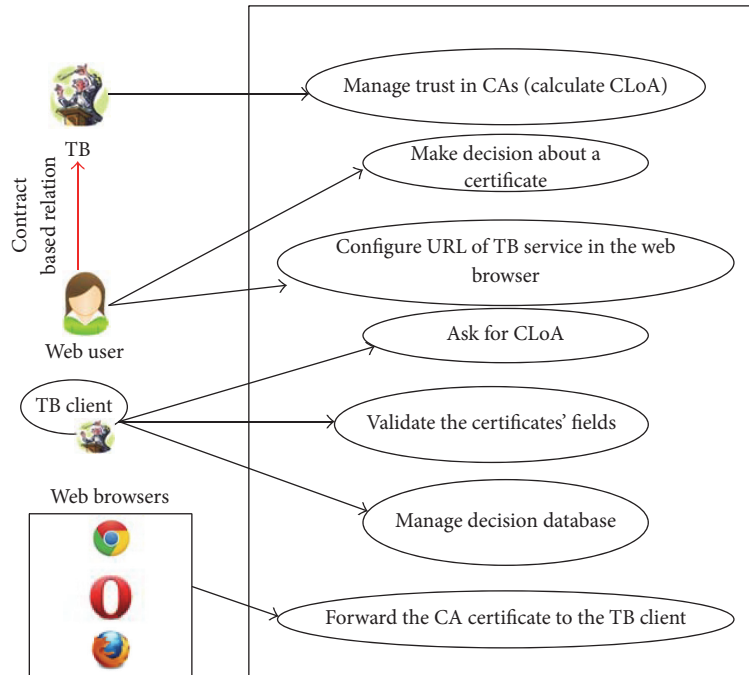 Manage trust in CAs (calculate CLoA)
TB
Make decision about a
certificate
Contract
based relation
Configure URL of TB service in the web
browser
Web user
Ask for CLoA
TB client
Validate the certificates' fields
Web browsers
Manage decision database
Forward the CA certificate to the TB client